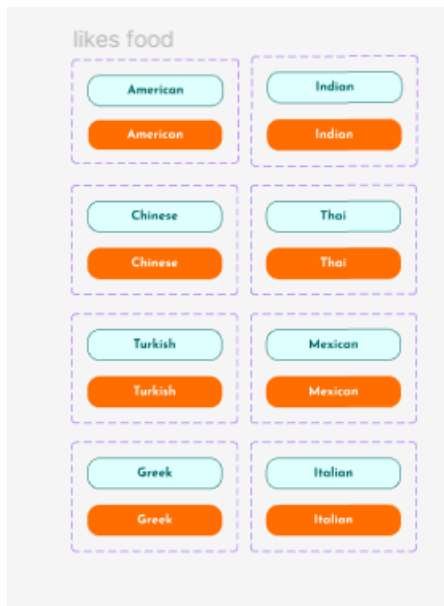 likes food
American
Indian
American
Indian
Chinese
Thai
Chinese
Thai
Turkish
Mexican
Turkish
Mexican
Greek
Italian
Greek
Italian